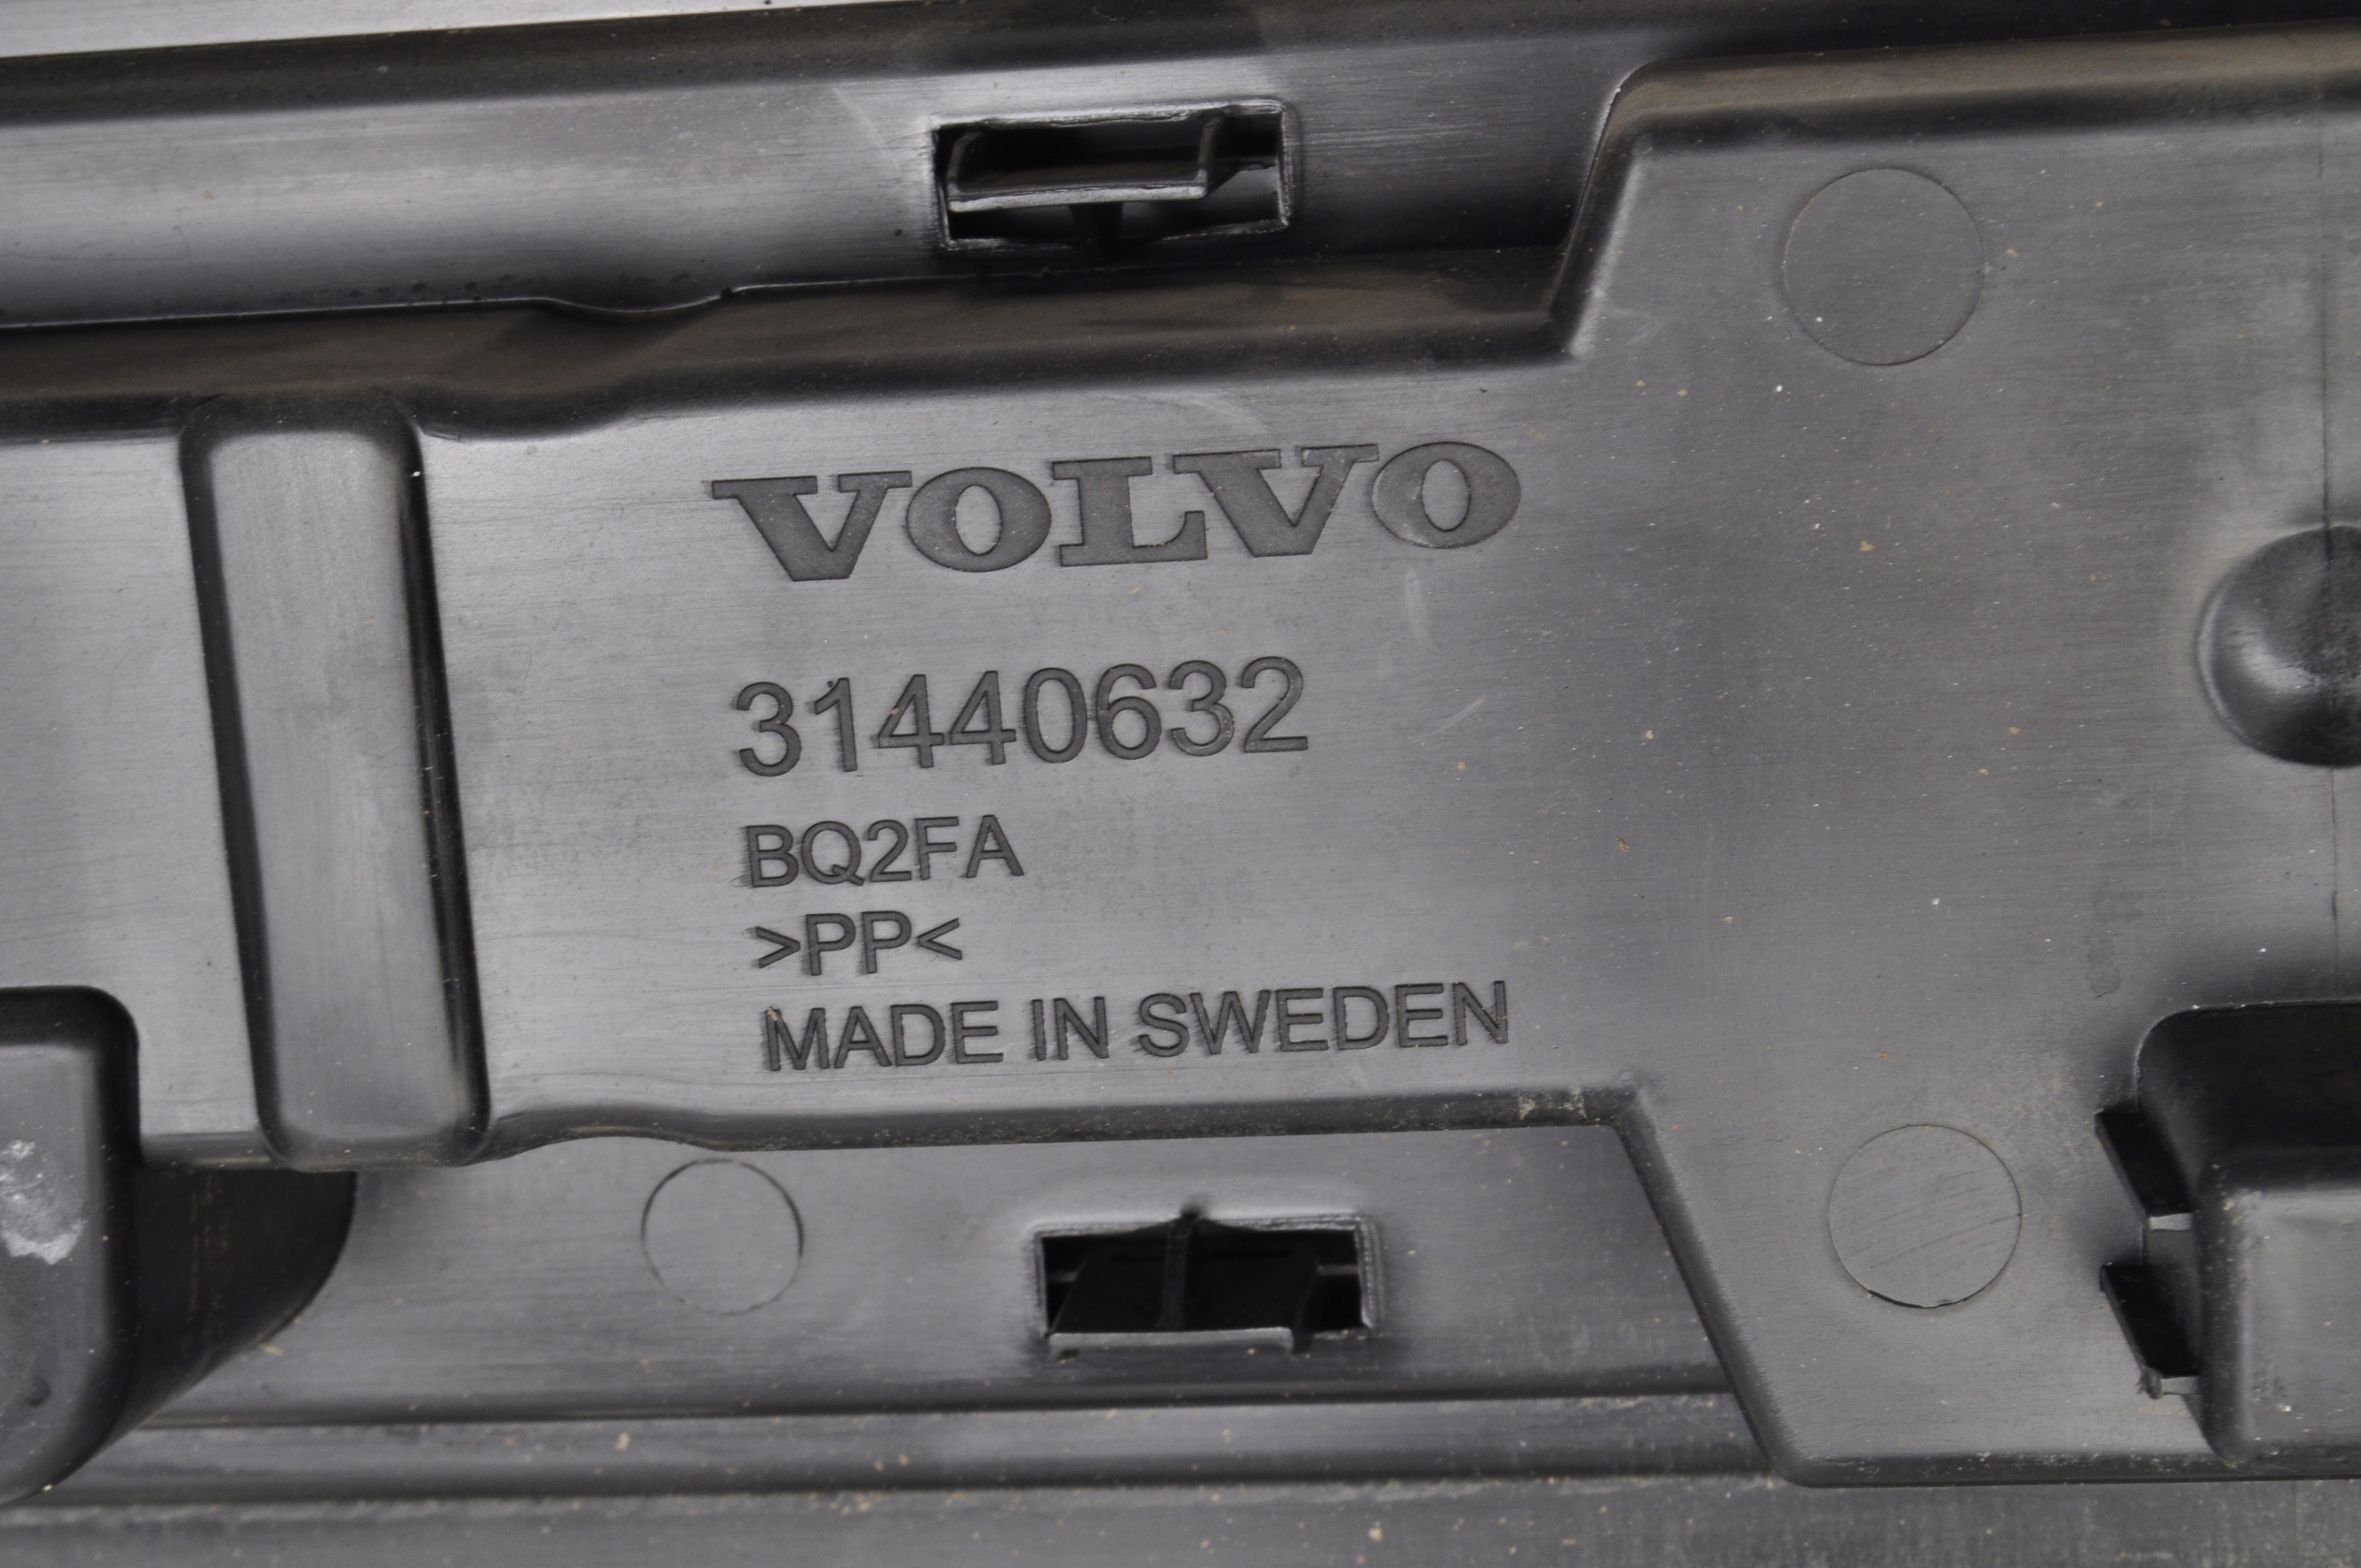 VOLVO
31440632
BQ2FA
>PP<
MADE IN SWEDEN